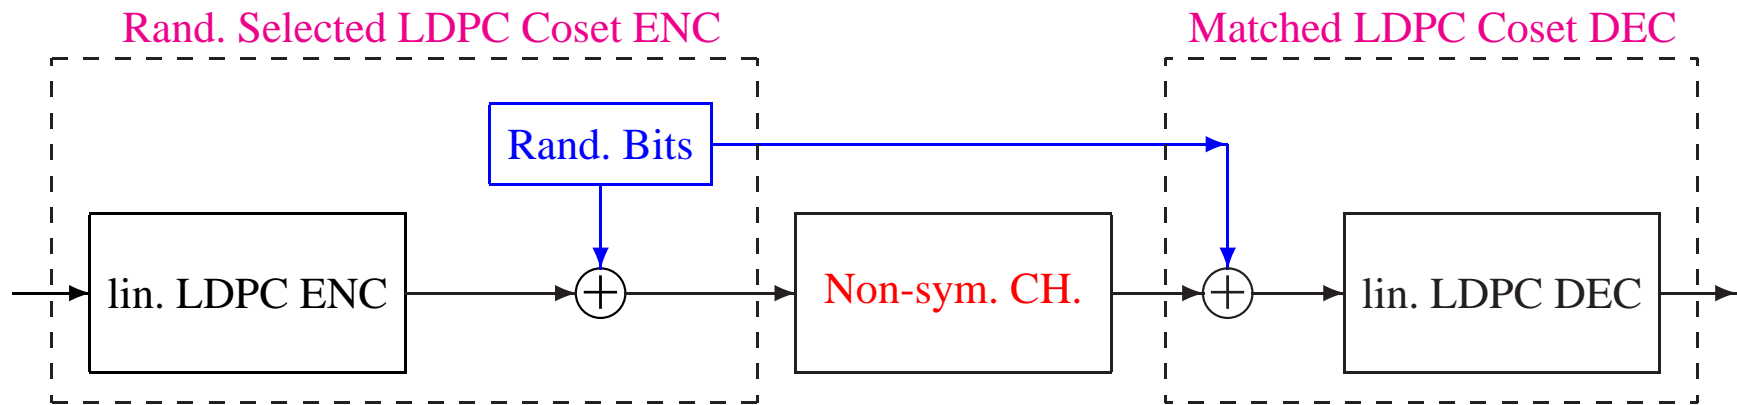 Rand. Selected LDPC Coset ENC
Matched LDPC Coset DEC
Rand. Bits
lin. LDPC ENC
Non-sym. CH.
lin. LDPC DEC